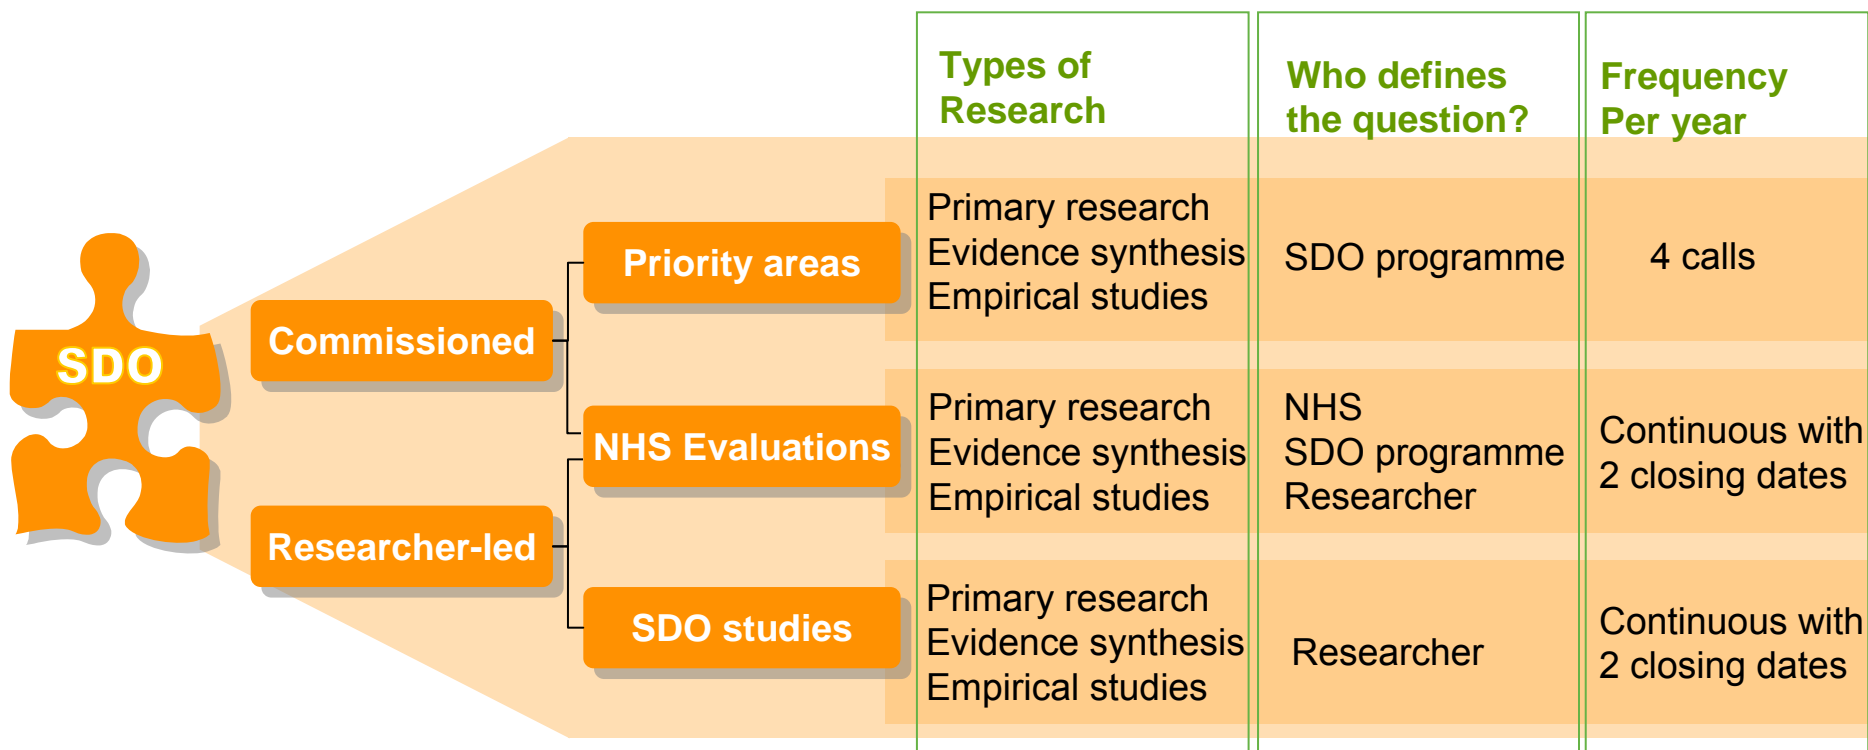 Types of
Research
Who defines
the question?
Frequency
Per year
SDO
Commissioned
Researcher-led
Priority areas
Primary research
Evidence synthesis
Empirical studies
SDO programme
4 calls
NHS Evaluations
Primary research
Evidence synthesis
Empirical studies
NHS
SDO programme
Researcher
Continuous with
2 closing dates
SDO studies
Primary research
Evidence synthesis
Empirical studies
Researcher
Continuous with
2 closing dates